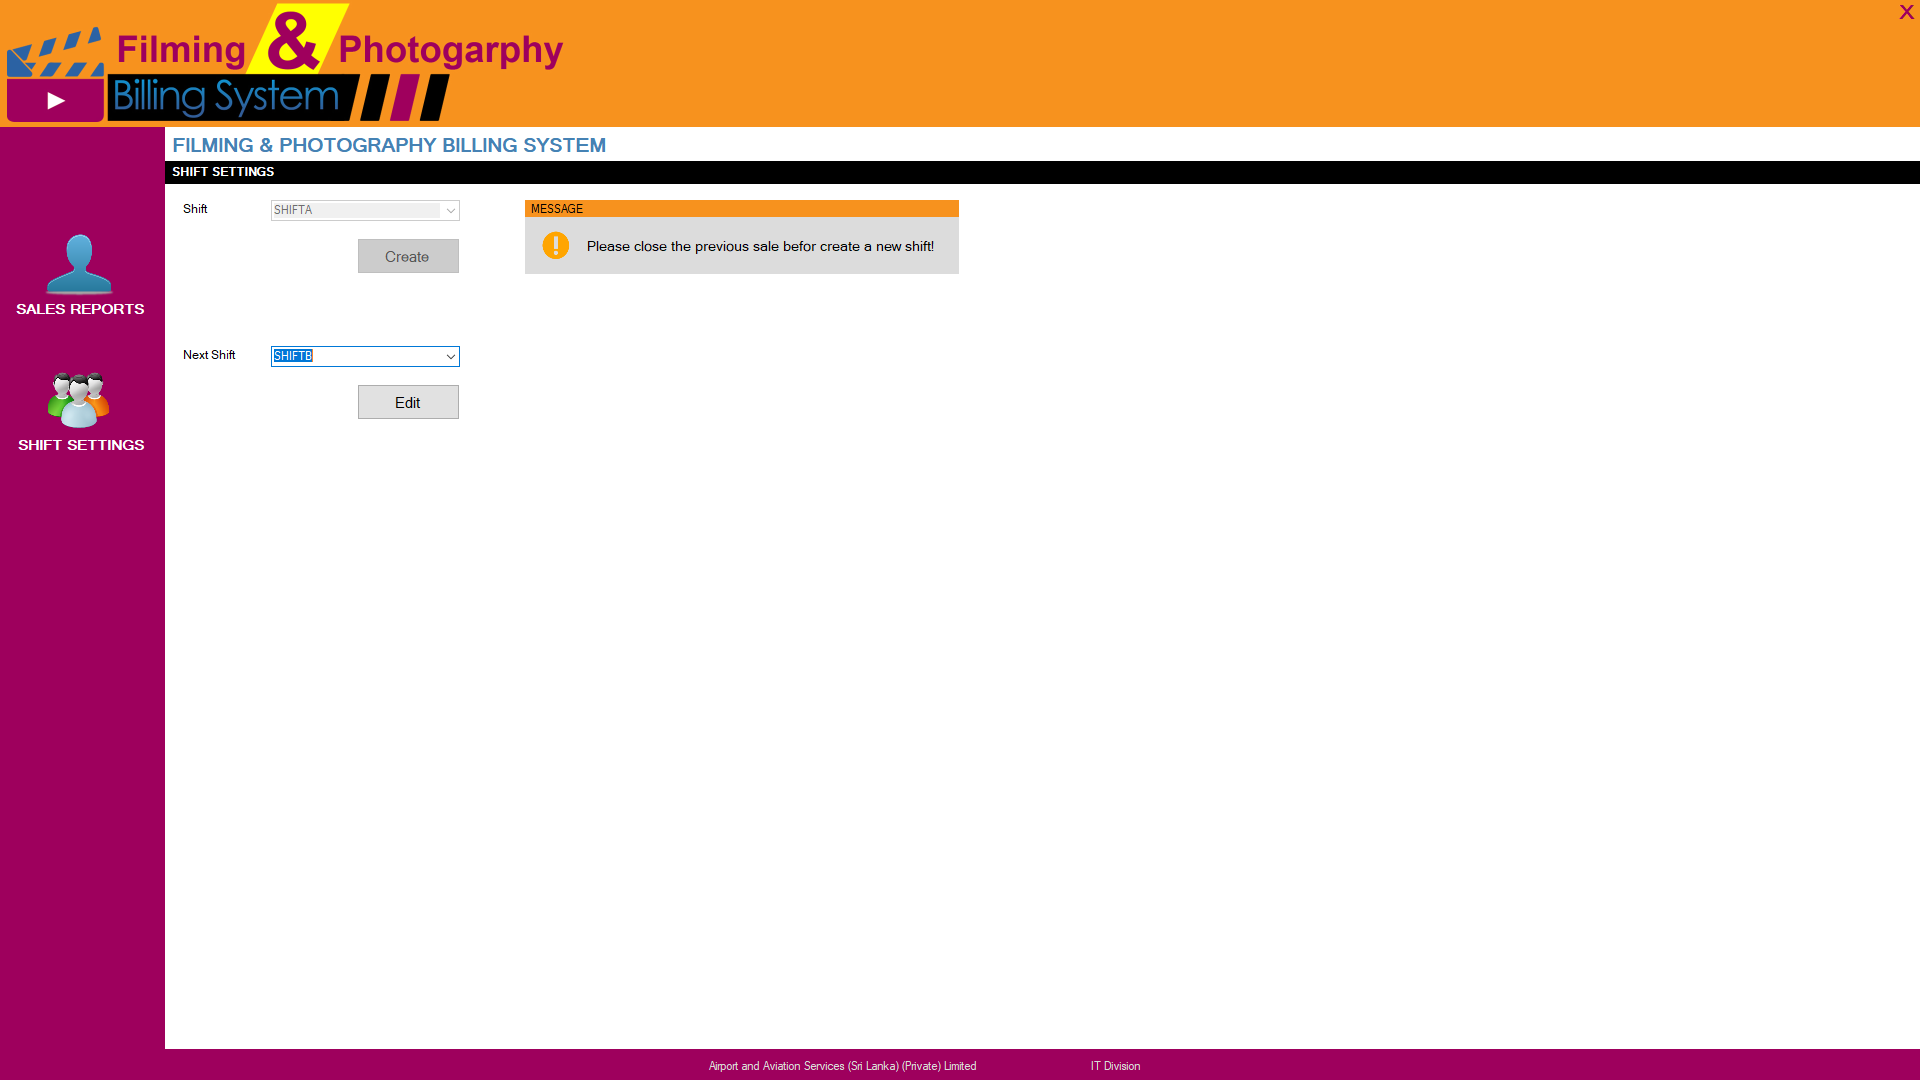 X
Filming & Photogarphy
Billing System
FILMING & PHOTOGRAPHY BILLING SYSTEM
SHIFT SETTINGS
Shift
SHIFTA
Create
MESSAGE
Please close the previous sale befor create a new shift!
SALES REPORTS
Next Shift
SHIFTB
Edit
SHIFT SETTINGS
Airport and Aviation Services (Sri Lanka) (Private) Limited
IT Division